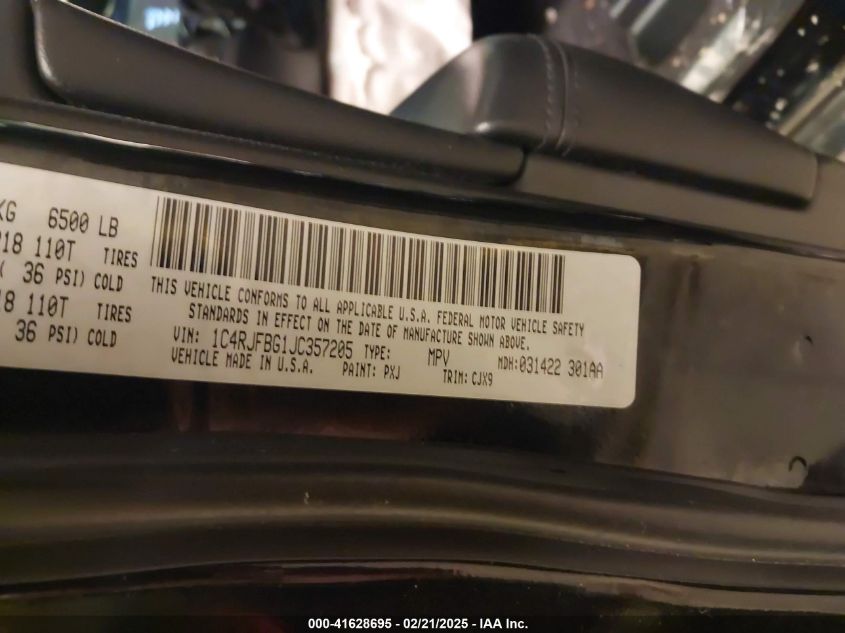 KG 6500 LB
R18 110T TIRES
( 36 PSI) COLD
18 110T TIRES
36 PSI) COLD
THIS VEHICLE CONFORMS TO ALL APPLICABLE U.S.A. FEDERAL MOTOR VEHICLE SAFETY
STANDARDS IN EFFECT ON THE DATE OF MANUFACTURE SHOWN ABOVE.
VIN: 1C4RJFBG1JC357205 TYPE: MPV MDH:031422 301AA
VEHICLE MADE IN U.S.A. PAINT: PXJ TRIM: CJX9
000-41628695 - 02/21/2025 - IAA Inc.